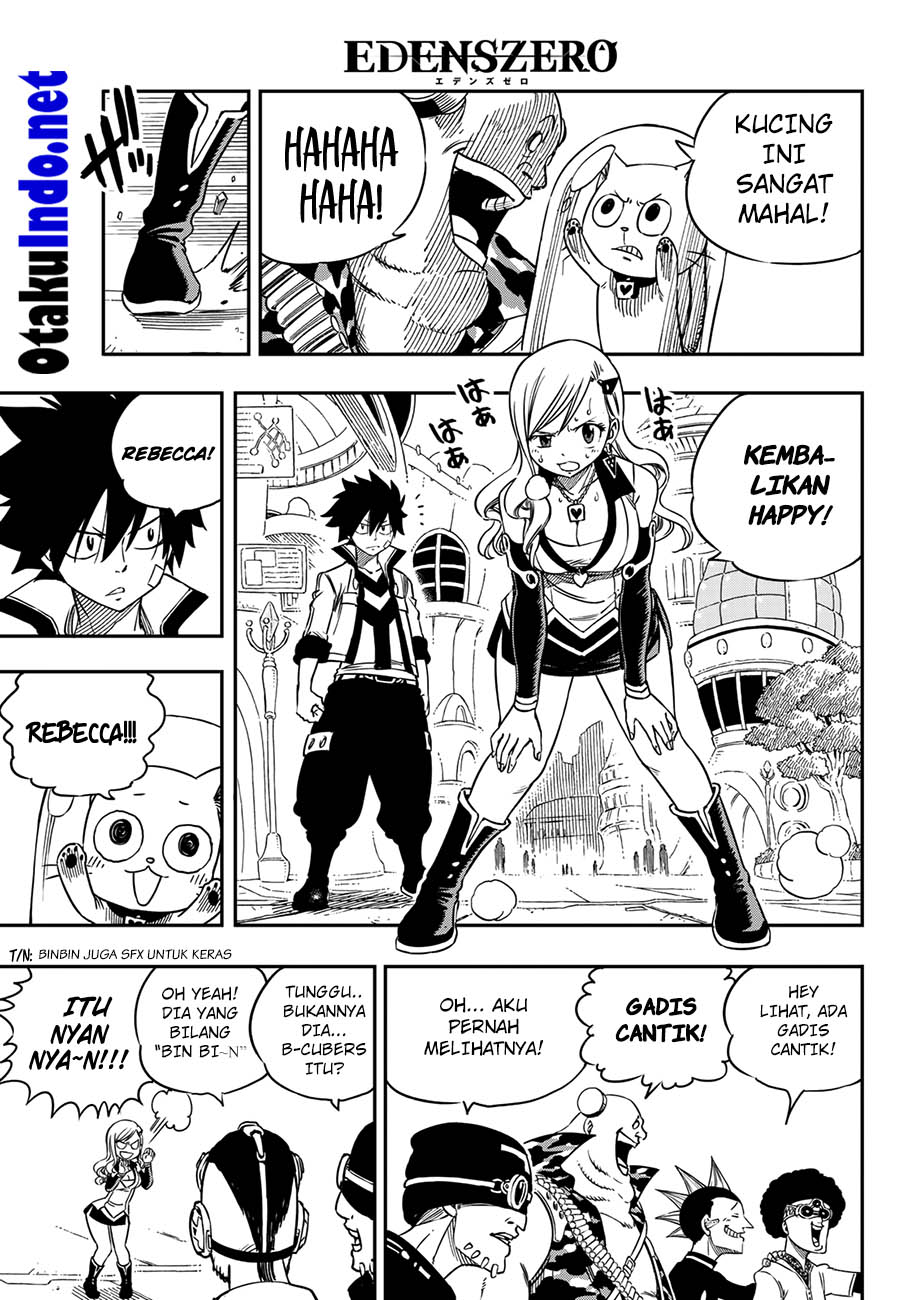 EDENSZERO
エデンズゼロ
OtakuIndo.net
KUCING
INI
SANGAT
MAHAL!
HAHAHA
HAHA!
KEMBA-
LIKAN
HAPPY!
はぁ
はぁ
はぁ
REBECCA!
REBECCA!!!
T/N: BINBIN JUGA SFX UNTUK KERAS
HEY
LIHAT, ADA
GADIS
CANTIK!
GADIS
CANTIK!
OH... AKU
PERNAH
MELIHATNYA!
TUNGGU..
BUKANNYA
DIA...
B-CUBERS
ITU?
OH YEAH!
DIA YANG
BILANG
"BIN BI~N"
ITU
NYAN
NYA~N!!!